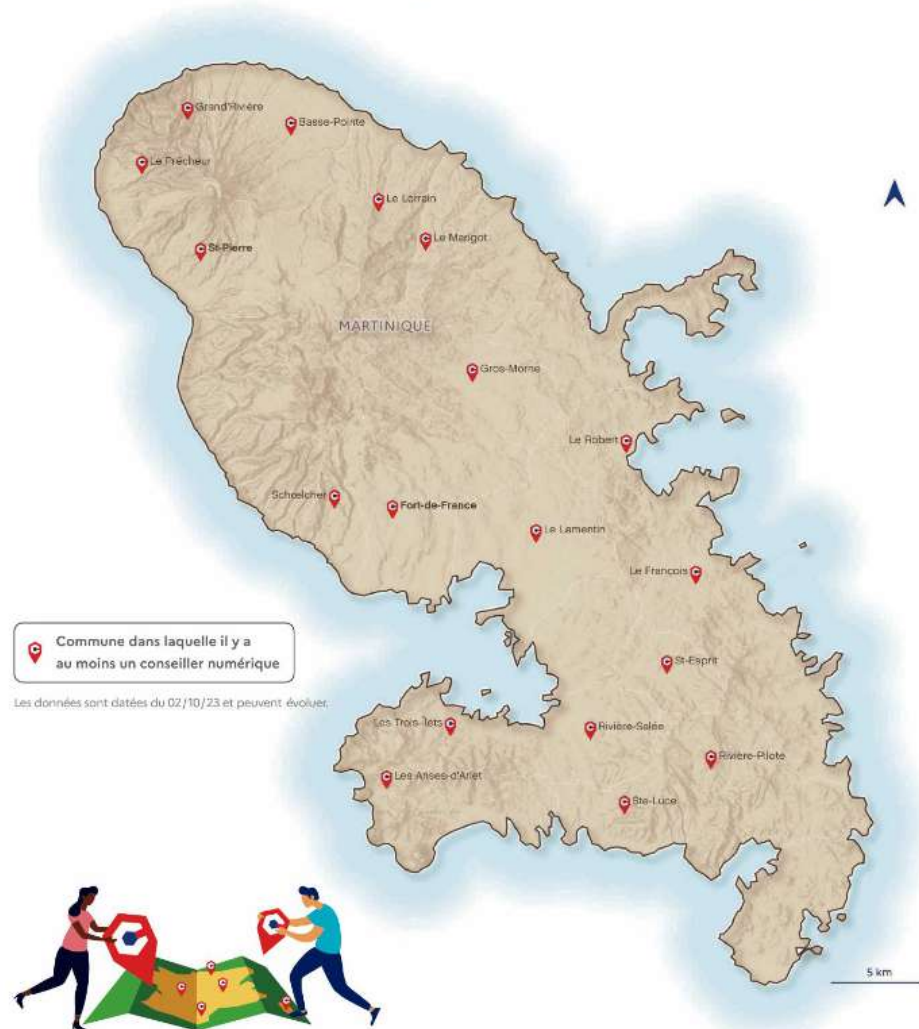 Grand'Rivière
Basse-Pointe
Le Prêcheur
Le Lorrain
Le Marigot
St-Pierre
MARTINIQUE
Gros-Morne
Le Robert
Schœlcher
Fort-de-France
Le Lamentin
Le François
Commune dans laquelle il y a
au moins un conseiller numérique
Les données sont datées du 02/10/23 et peuvent évoluer.
St-Esprit
Les Trois-Îlets
Rivière-Salée
Rivière-Pilote
Les Anses-d'Arlet
Ste-Luce
5 km